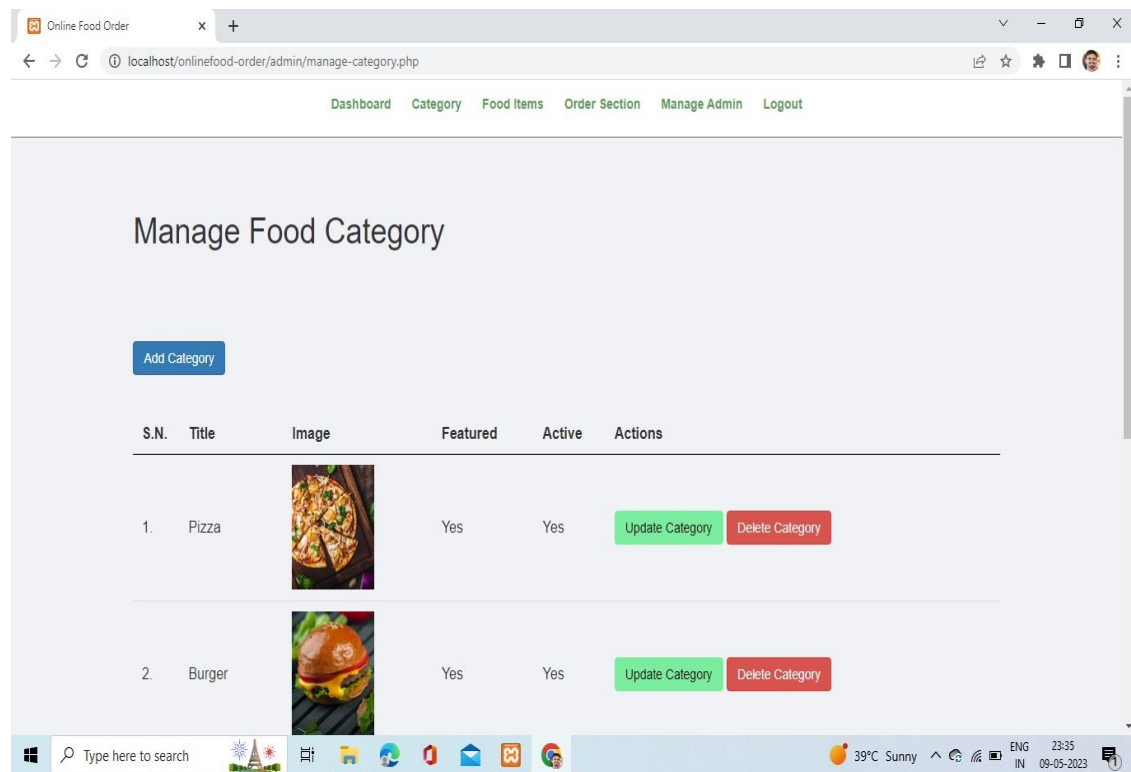 Online Food Order
localhost/onlinefood-order/admin/manage-category.php
Dashboard Category Food Items Order Section Manage Admin Logout
Manage Food Category
Add Category
S.N. Title Image Featured Active Actions
1. Pizza Yes Yes Update Category Delete Category
2. Burger Yes Yes Update Category Delete Category
Type here to search
39°C Sunny
ENG
IN
23:35
09-05-2023
1